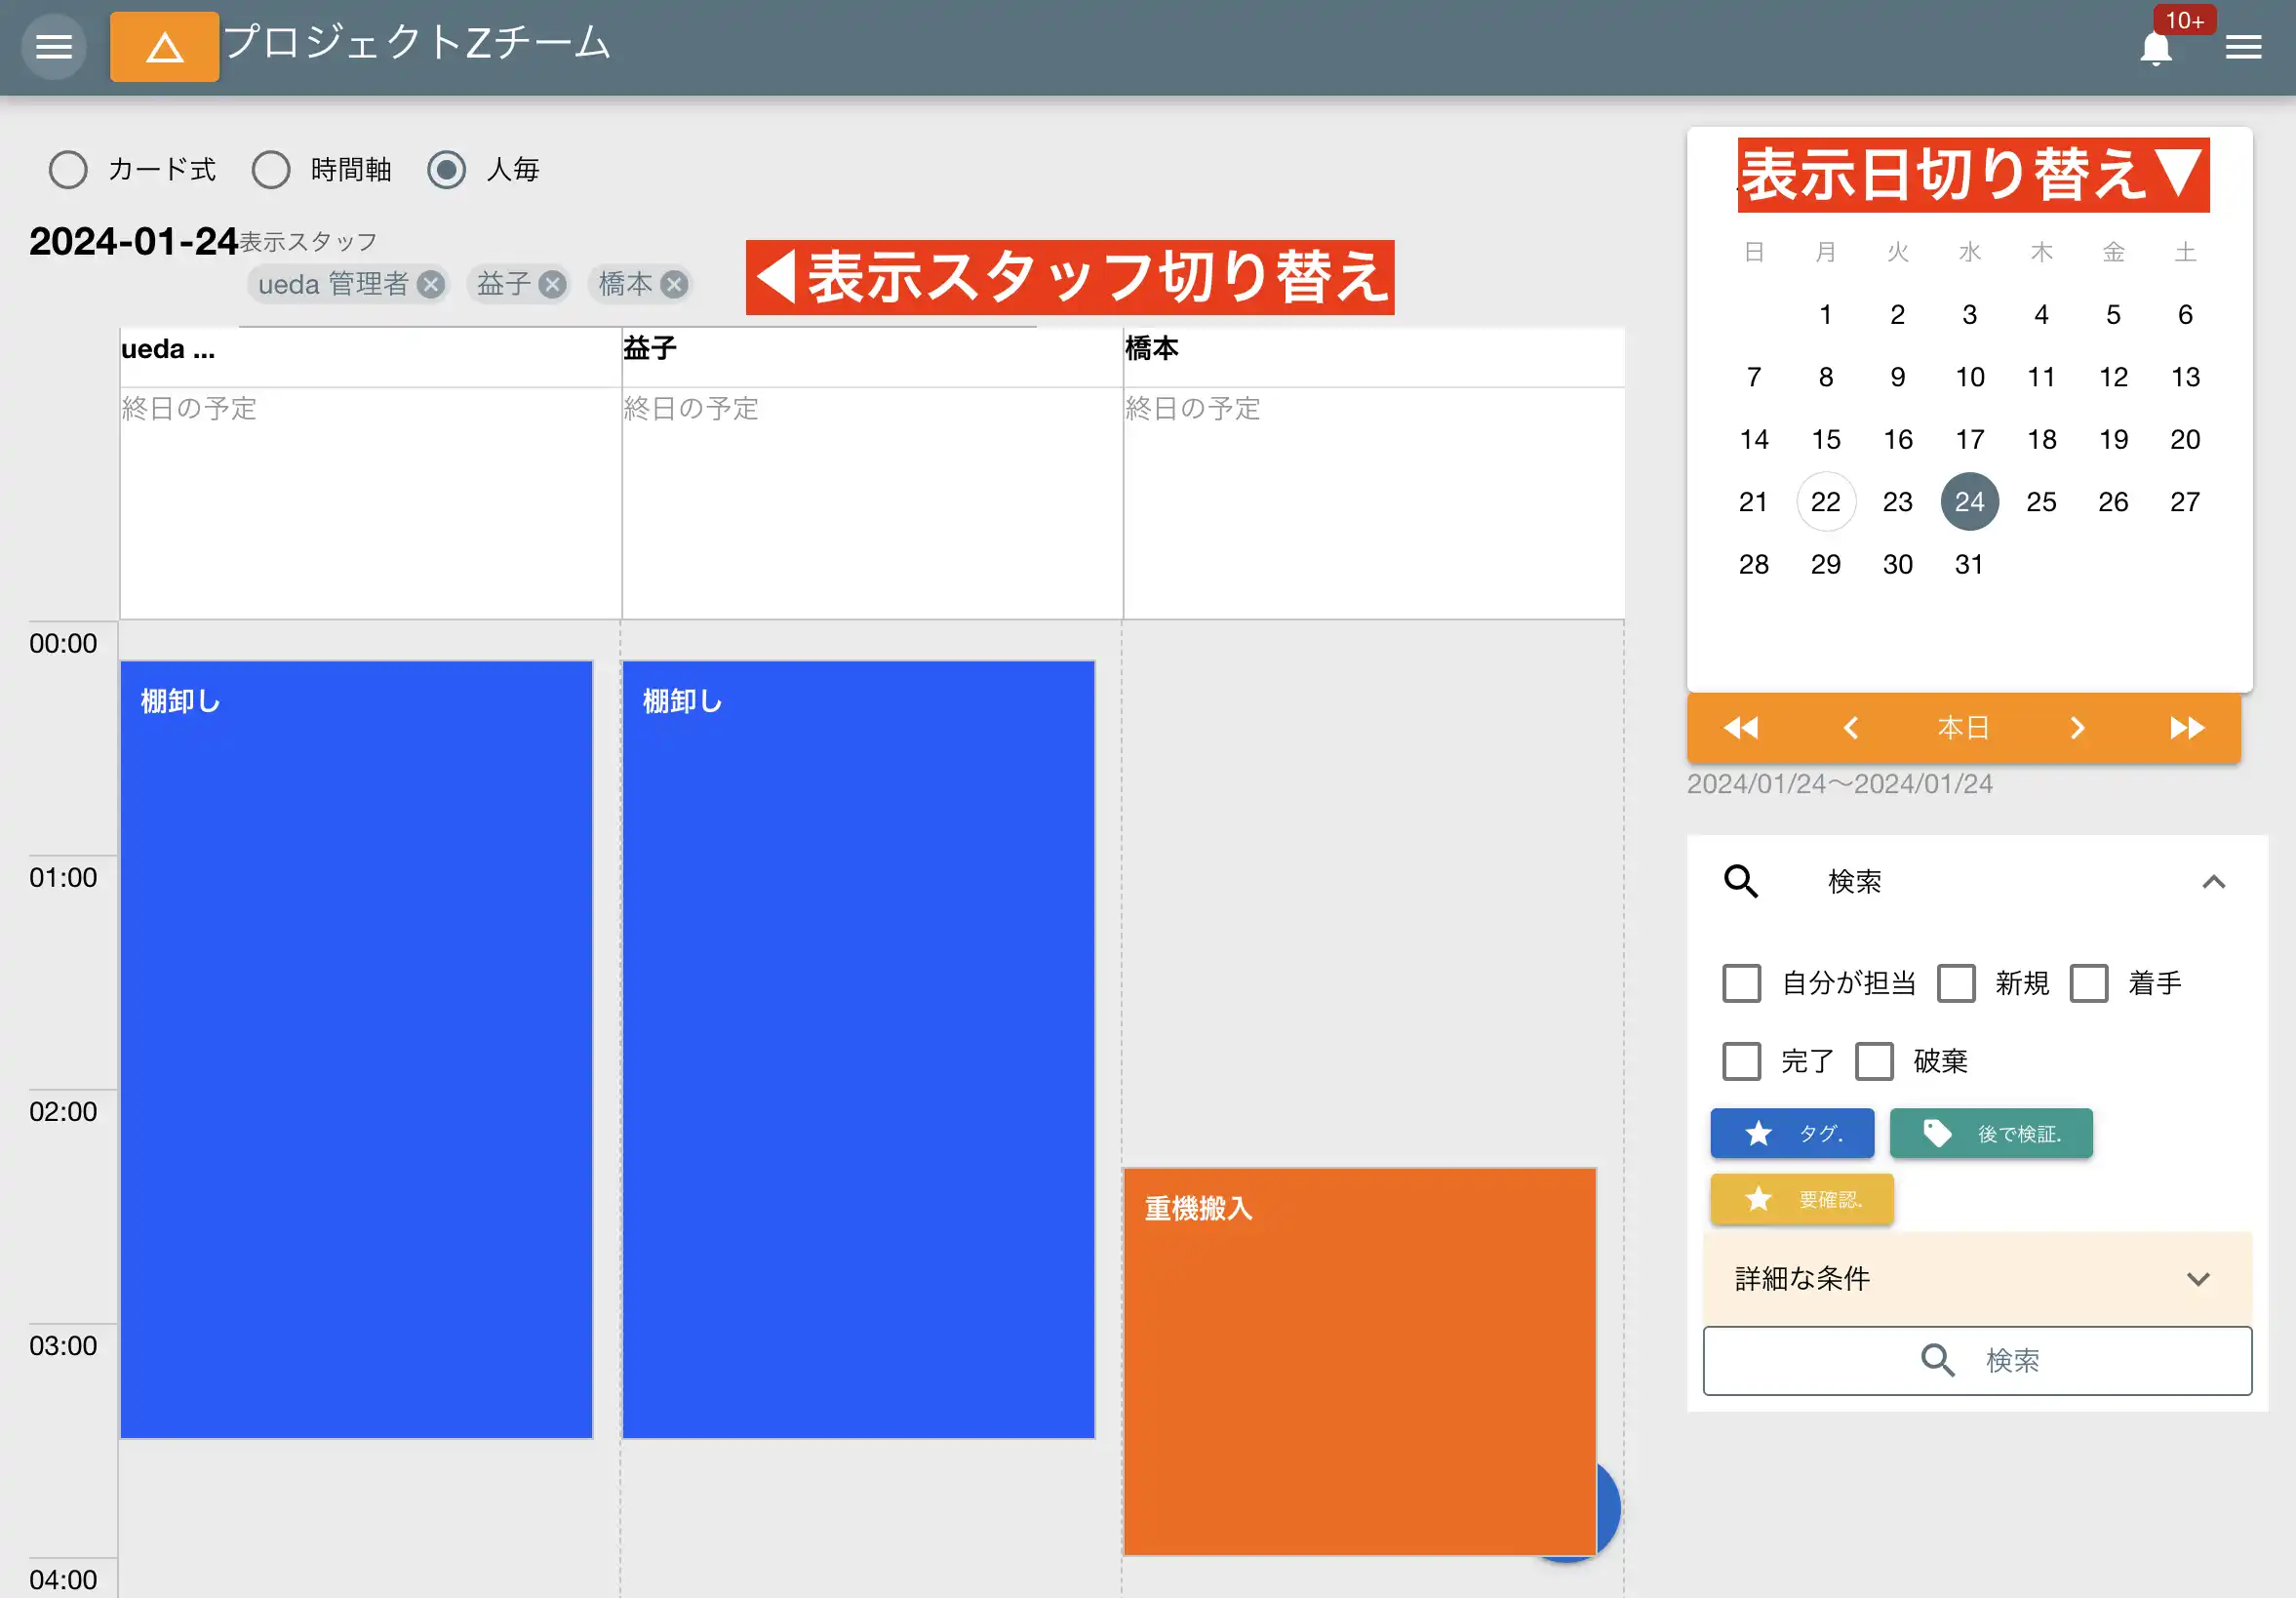 プロジェクトZチーム
10+
カード式 時間軸 人毎
2024-01-24 表示スタッフ
ueda 管理者 益子 橋本
◀表示スタッフ切り替え
ueda ... 益子 橋本
終日の予定 終日の予定 終日の予定
00:00
棚卸し 棚卸し
01:00
02:00
重機搬入
03:00
04:00
表示日切り替え▼
日 月 火 水 木 金 土
1 2 3 4 5 6
7 8 9 10 11 12 13
14 15 16 17 18 19 20
21 22 23 24 25 26 27
28 29 30 31
本日
2024/01/24〜2024/01/24
検索
自分が担当 新規 着手
完了 破棄
タグ. 後で検証.
要確認.
詳細な条件
検索